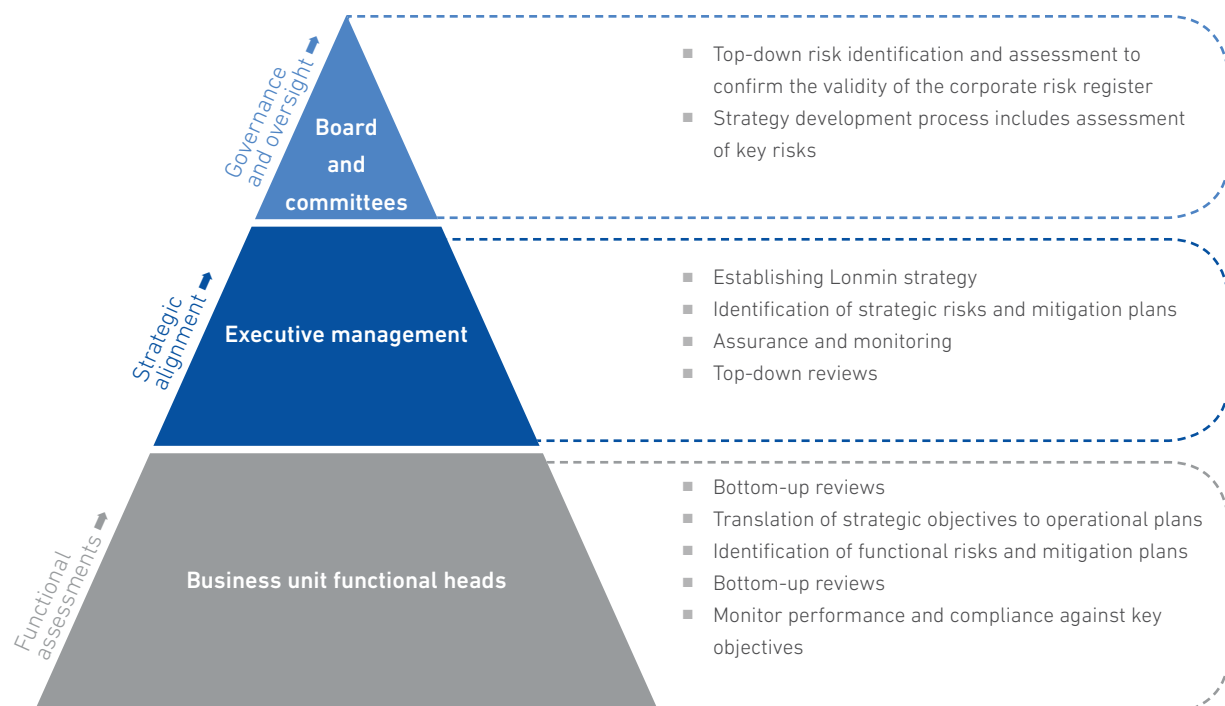 Governance
and oversight
Board
and
committees
Top-down risk identification and assessment to
confirm the validity of the corporate risk register
Strategy development process includes assessment
of key risks
Strategic
alignment
Executive management
Establishing Lonmin strategy
Identification of strategic risks and mitigation plans
Assurance and monitoring
Top-down reviews
Functional
assessments
Business unit functional heads
Bottom-up reviews
Translation of strategic objectives to operational plans
Identification of functional risks and mitigation plans
Bottom-up reviews
Monitor performance and compliance against key
objectives